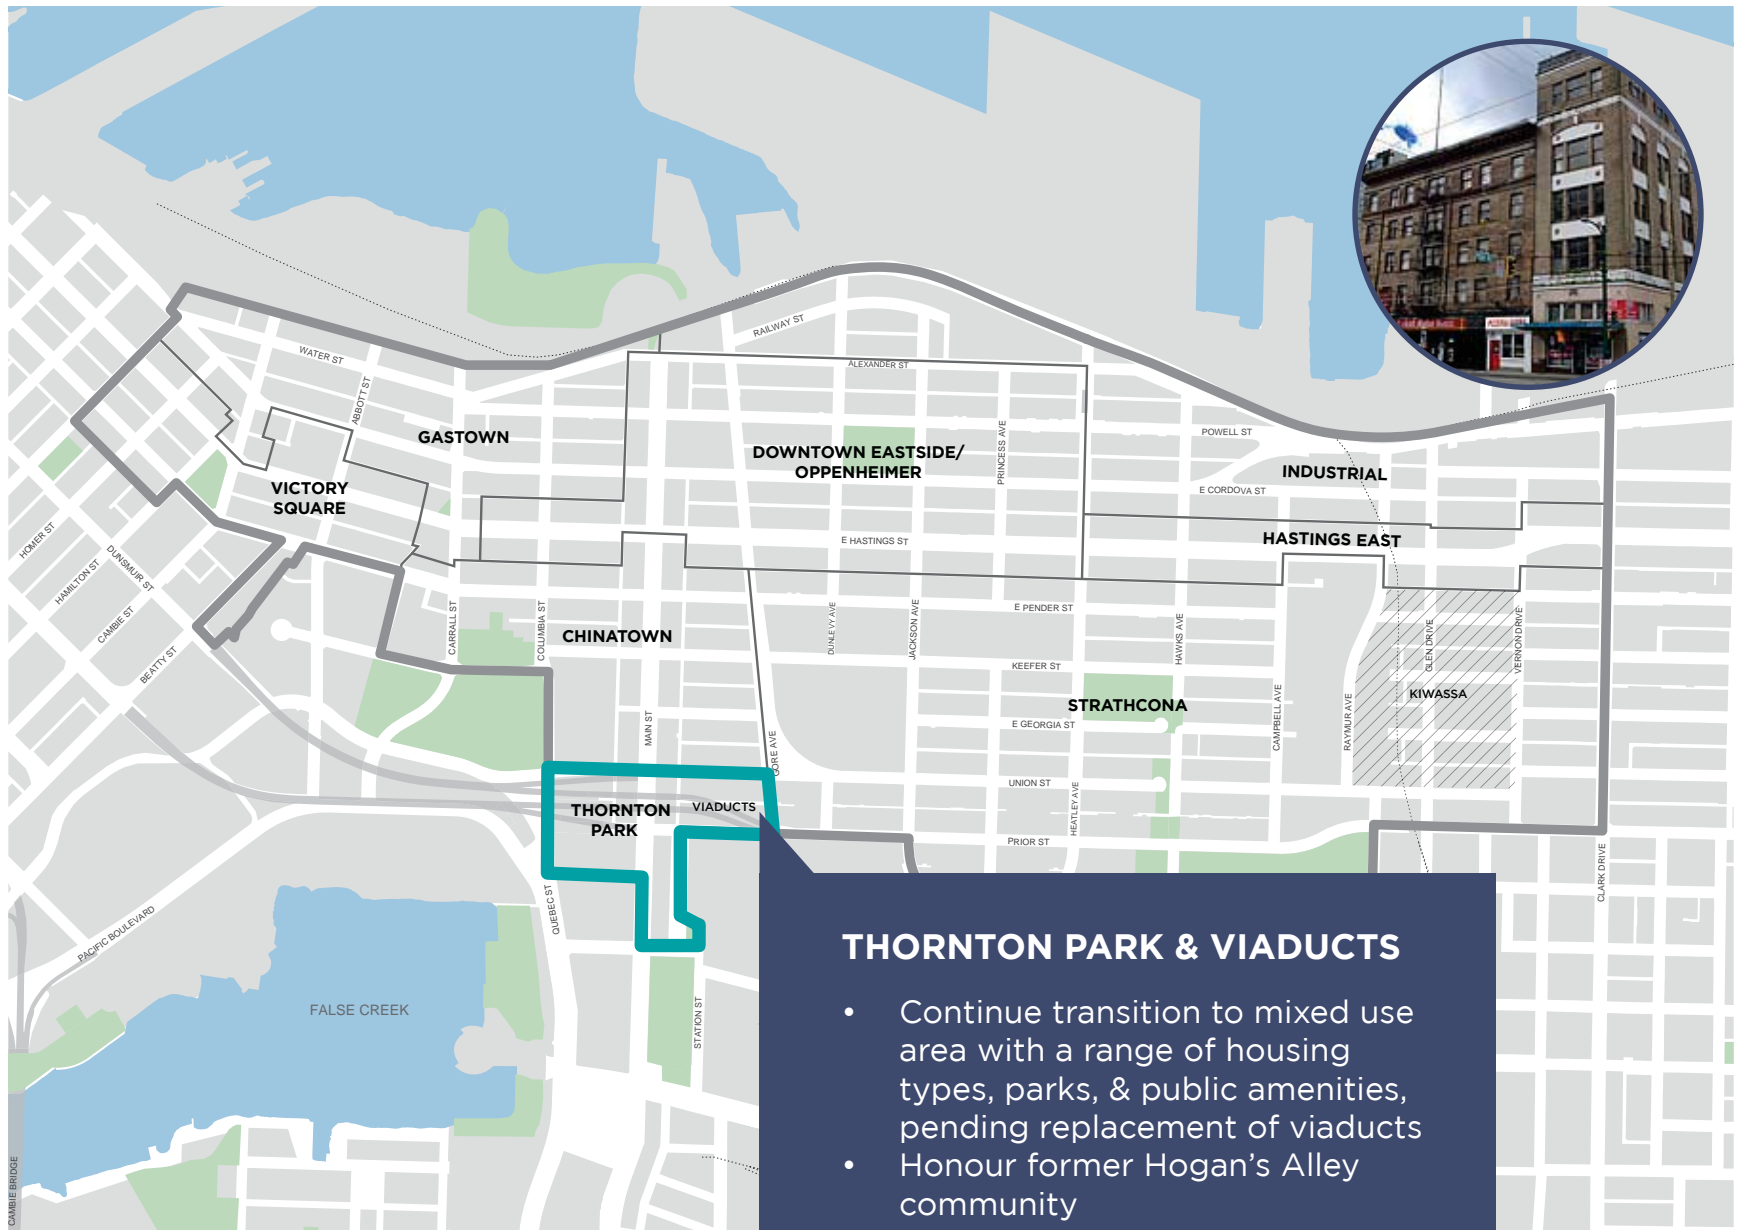 RAILWAY ST
WATER ST
ALEXANDER ST
ABBOTT ST
GASTOWN
PRINCESS AVE
POWELL ST
DOWNTOWN EASTSIDE/
OPPENHEIMER
INDUSTRIAL
VICTORY
SQUARE
E CORDOVA ST
HOMER ST
E HASTINGS ST
HASTINGS EAST
HAMILTON ST
DUNSMUIR ST
CAMBIE ST
BEATTY ST
CARRALL ST
COLUMBIA ST
CHINATOWN
DUNLEVY AVE
JACKSON AVE
E PENDER ST
HAWKS AVE
GLEN DRIVE
VERNON DRIVE
KEEFER ST
KIWASSA
STRATHCONA
MAIN ST
E GEORGIA ST
CAMPBELL AVE
RAYMUR AVE
GORE AVE
UNION ST
THORNTON
PARK
VIADUCTS
HEATLEY AVE
PRIOR ST
CLARK DRIVE
QUEBEC ST
PACIFIC BOULEVARD
FALSE CREEK
STATION ST
CAMBIE BRIDGE
THORNTON PARK & VIADUCTS
• Continue transition to mixed use
area with a range of housing
types, parks, & public amenities,
pending replacement of viaducts
• Honour former Hogan's Alley
community